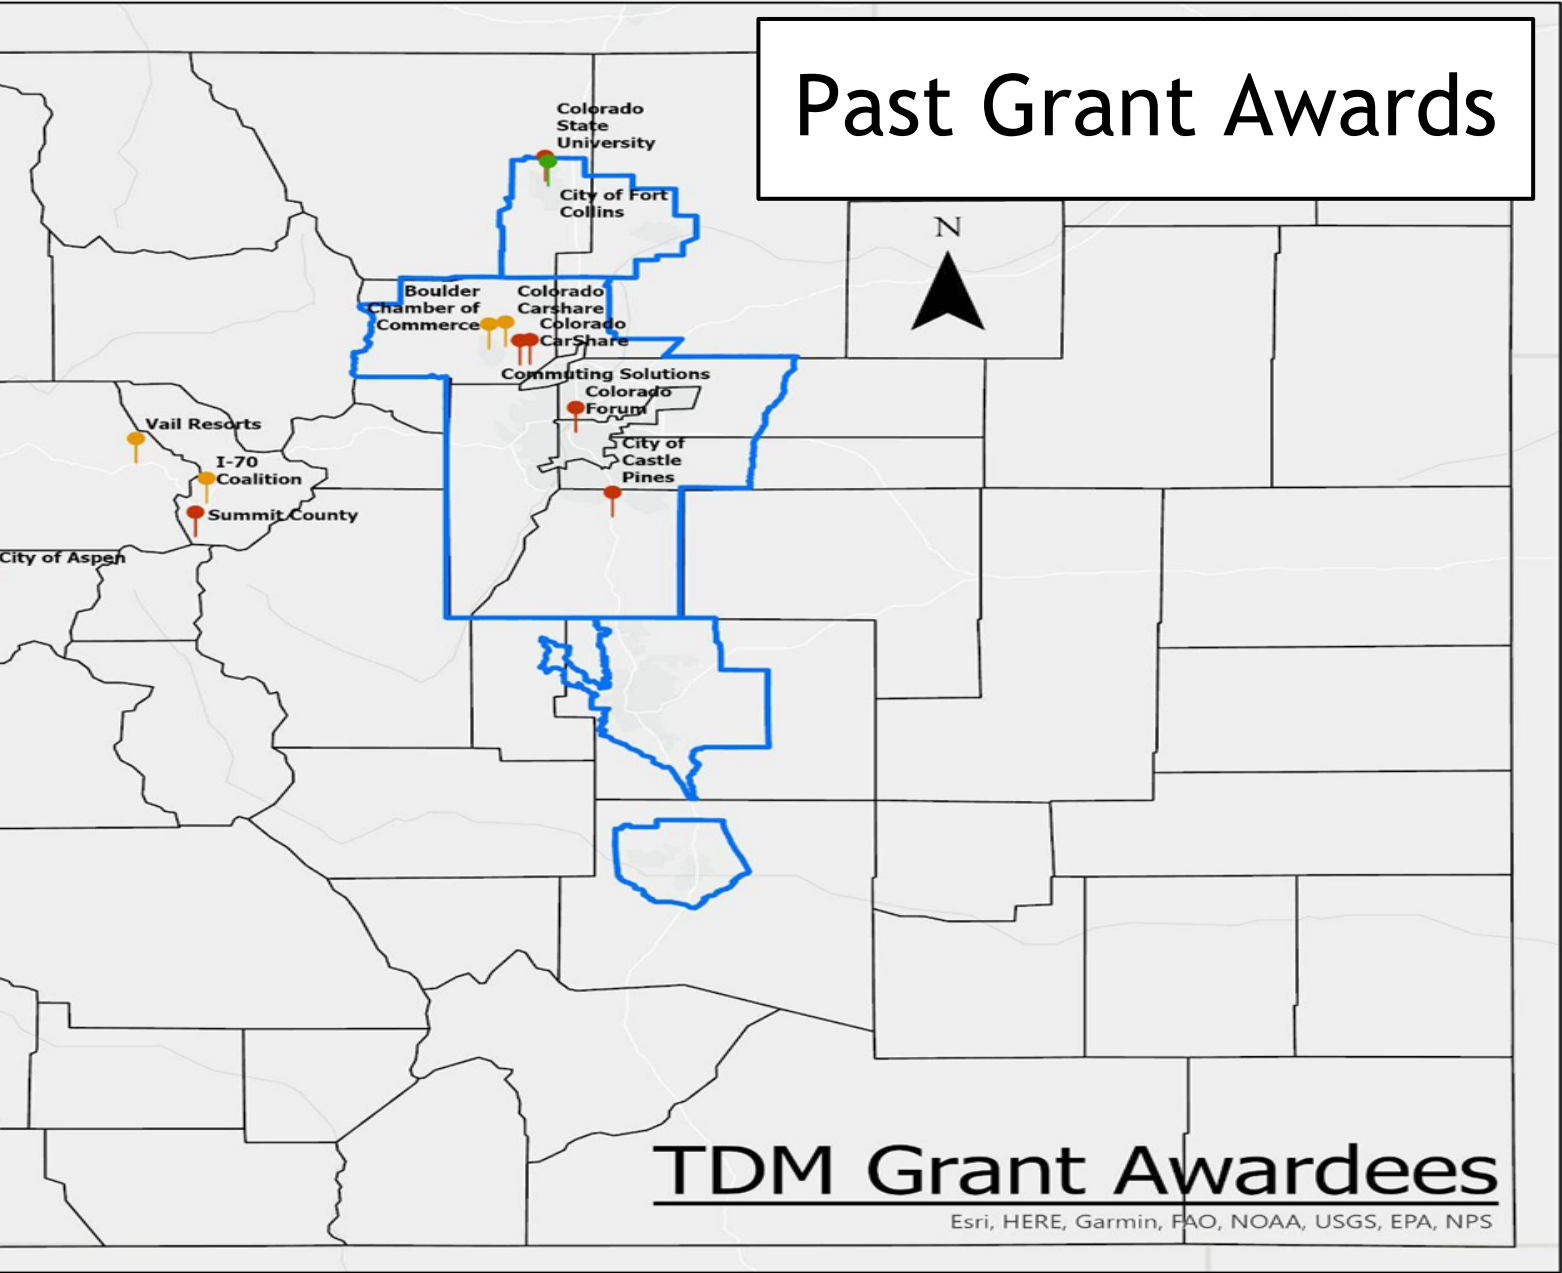 Past Grant Awards
Colorado
State
University
City of Fort
Collins
N
Boulder
Chamber of
Commerce
Colorado
Carshare
Colorado
CarShare
Commuting Solutions
Colorado
Forum
City of
Castle
Pines
Vail Resorts
I-70
Coalition
Summit County
City of Aspen
TDM Grant Awardees
Esri, HERE, Garmin, FAO, NOAA, USGS, EPA, NPS